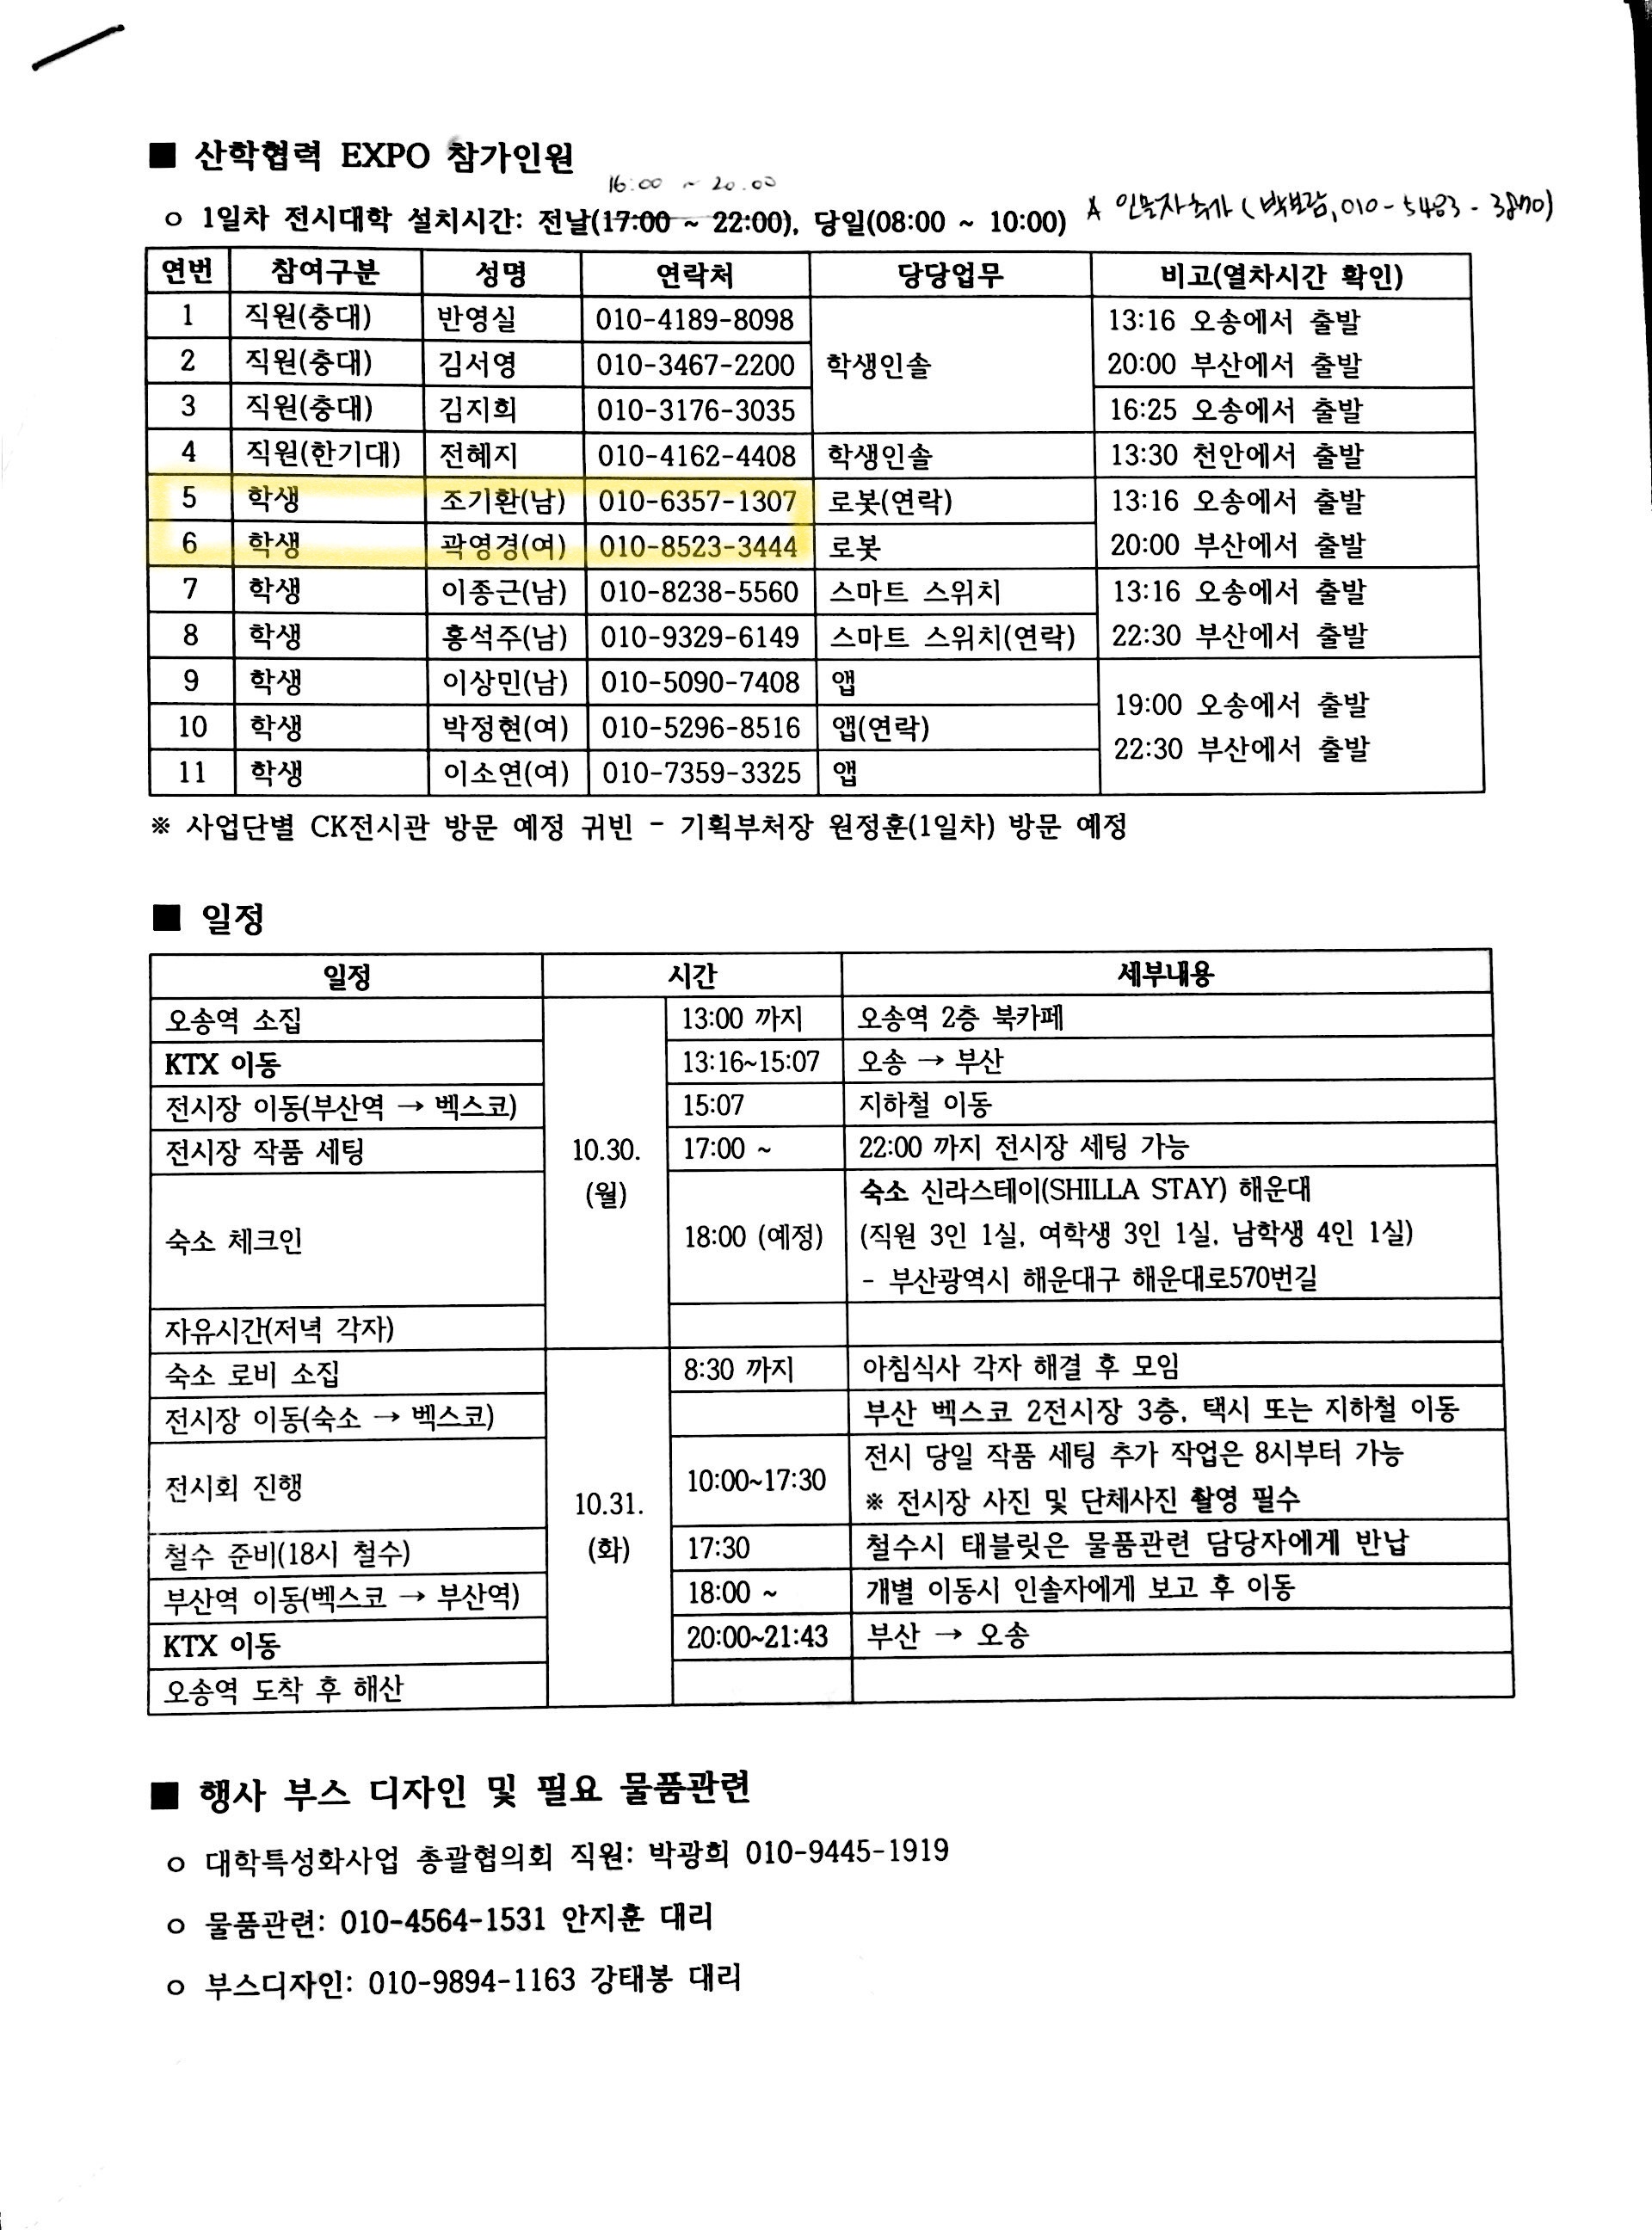 ■ 산학협력 EXPO 참가인원
16:00 ~ 20:00
ㅇ 1일차 전시대학 설치시간: 전날(17:00 ~ 22:00), 당일(08:00 ~ 10:00)
추가 ( 박보람, 010-5483-
연번 참여구분 성명 연락처 담당업무 비고(열차시간 확인)
1 직원(충대) 반영실 010-4189-8098 학생인솔 13:16 오송에서 출발
2 직원(충대) 김서영 010-3467-2200 20:00 부산에서 출발
3 직원(충대) 김지희 010-3176-3035 16:25 오송에서 출발
4 직원(한기대) 전혜지 010-4162-4408 학생인솔 13:30 천안에서 출발
5 학생 조기환(남) 010-6357-1307 로봇(연락) 13:16 오송에서 출발
6 학생 곽영경(여) 010-8523-3444 로봇 20:00 부산에서 출발
7 학생 이종근(남) 010-8238-5560 스마트 스위치 13:16 오송에서 출발
8 학생 홍석주(남) 010-9329-6149 스마트 스위치(연락) 22:30 부산에서 출발
9 학생 이상민(남) 010-5090-7408 앱 19:00 오송에서 출발
10 학생 박정현(여) 010-5296-8516 앱(연락) 22:30 부산에서 출발
11 학생 이소연(여) 010-7359-3325 앱
※ 사업단별 CK전시관 방문 예정 귀빈 - 기획부처장 원정훈(1일차) 방문 예정
■ 일정
일정 시간 세부내용
오송역 소집 13:00 까지 오송역 2층 북카페
KTX 이동 13:16~15:07 오송 → 부산
전시장 이동(부산역 → 벡스코) 15:07 지하철 이동
전시장 작품 세팅 10.30. 17:00 ~ 22:00 까지 전시장 세팅 가능
(월) 숙소 신라스테이(SHILLA STAY) 해운대
숙소 체크인 18:00 (예정) (직원 3인 1실, 여학생 3인 1실, 남학생 4인 1실)
- 부산광역시 해운대구 해운대로570번길
자유시간(저녁 각자)
숙소 로비 소집 8:30 까지 아침식사 각자 해결 후 모임
전시장 이동(숙소 → 벡스코) 부산 벡스코 2전시장 3층, 택시 또는 지하철 이동
전시회 진행 10:00~17:30 전시 당일 작품 세팅 추가 작업은 8시부터 가능
10.31. ※ 전시장 사진 및 단체사진 촬영 필수
철수 준비(18시 철수) (화) 17:30 철수시 태블릿은 물품관련 담당자에게 반납
부산역 이동(벡스코 → 부산역) 18:00 ~ 개별 이동시 인솔자에게 보고 후 이동
KTX 이동 20:00~21:43 부산 → 오송
오송역 도착 후 해산
■ 행사 부스 디자인 및 필요 물품관련
ㅇ 대학특성화사업 총괄협의회 직원: 박광희 010-9445-1919
ㅇ 물품관련: 010-4564-1531 안지훈 대리
ㅇ 부스디자인: 010-9894-1163 강태봉 대리